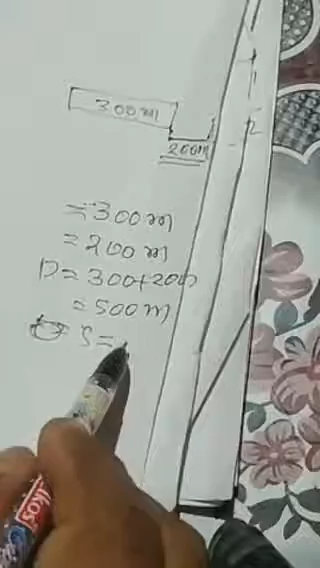 300m
200m
= 300m
= 200m
D = 300+200
= 500m
S =